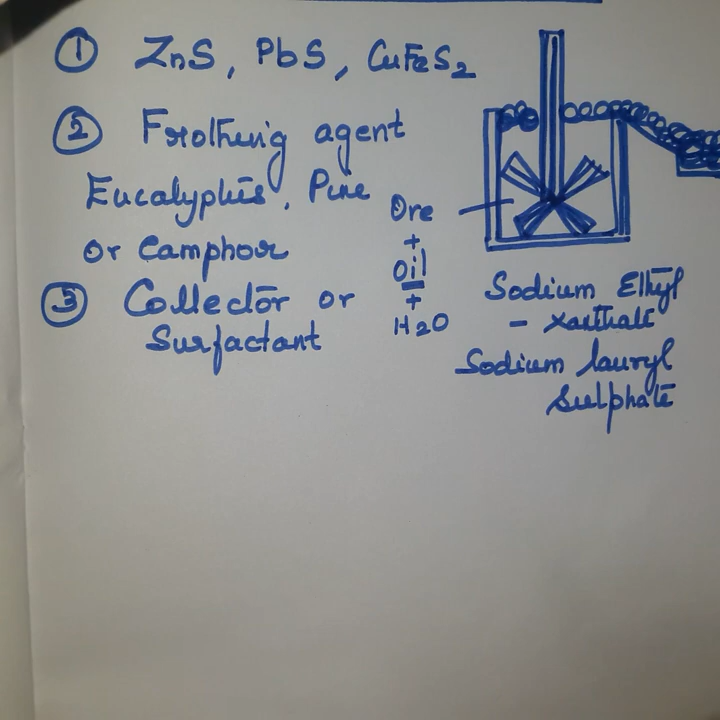 ① ZnS, PbS, CuFeS2
② Frothing agent
Eucalyptus, Pine
or Camphor
③ Collector or
Surfactant
Ore
+
Oil
+
H2O
Sodium Ethyl
- xanthate
Sodium lauryl
Sulphate